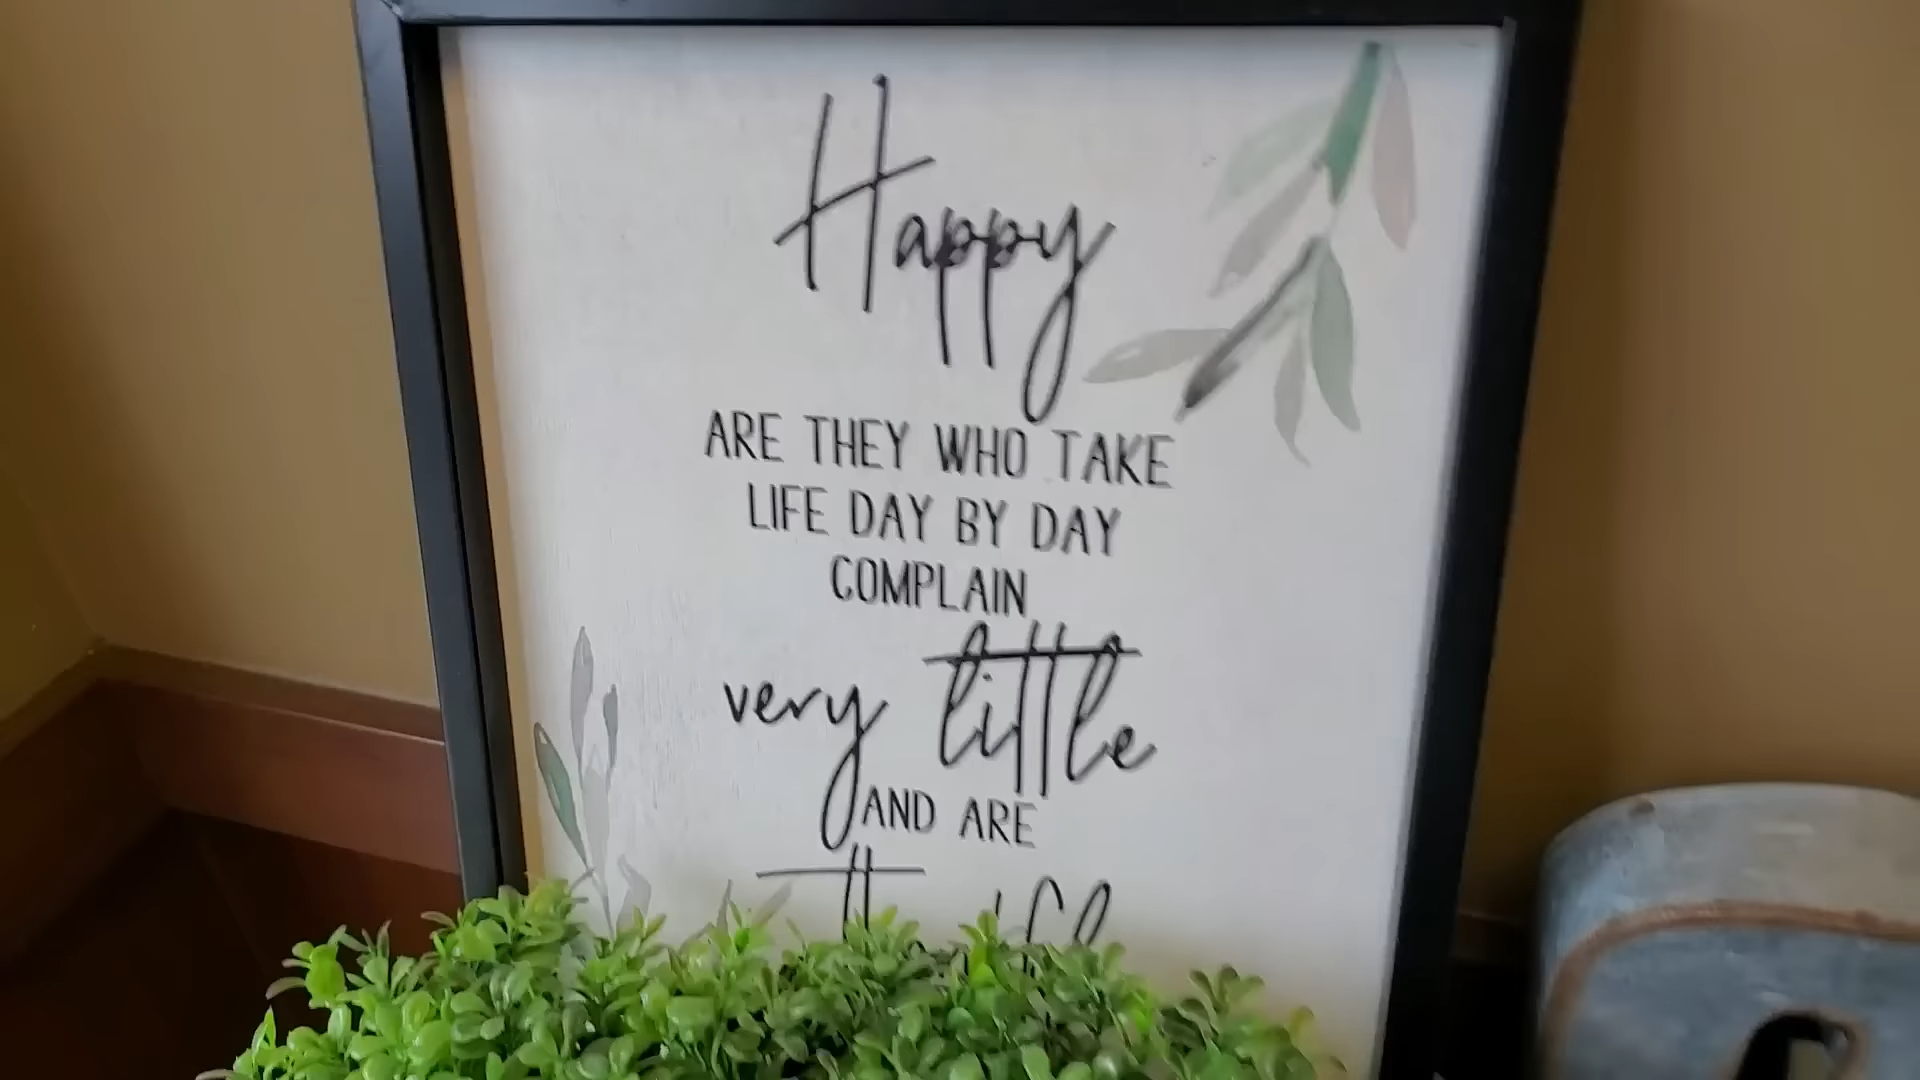 Happy
ARE THEY WHO TAKE
LIFE DAY BY DAY
COMPLAIN
very little
AND ARE